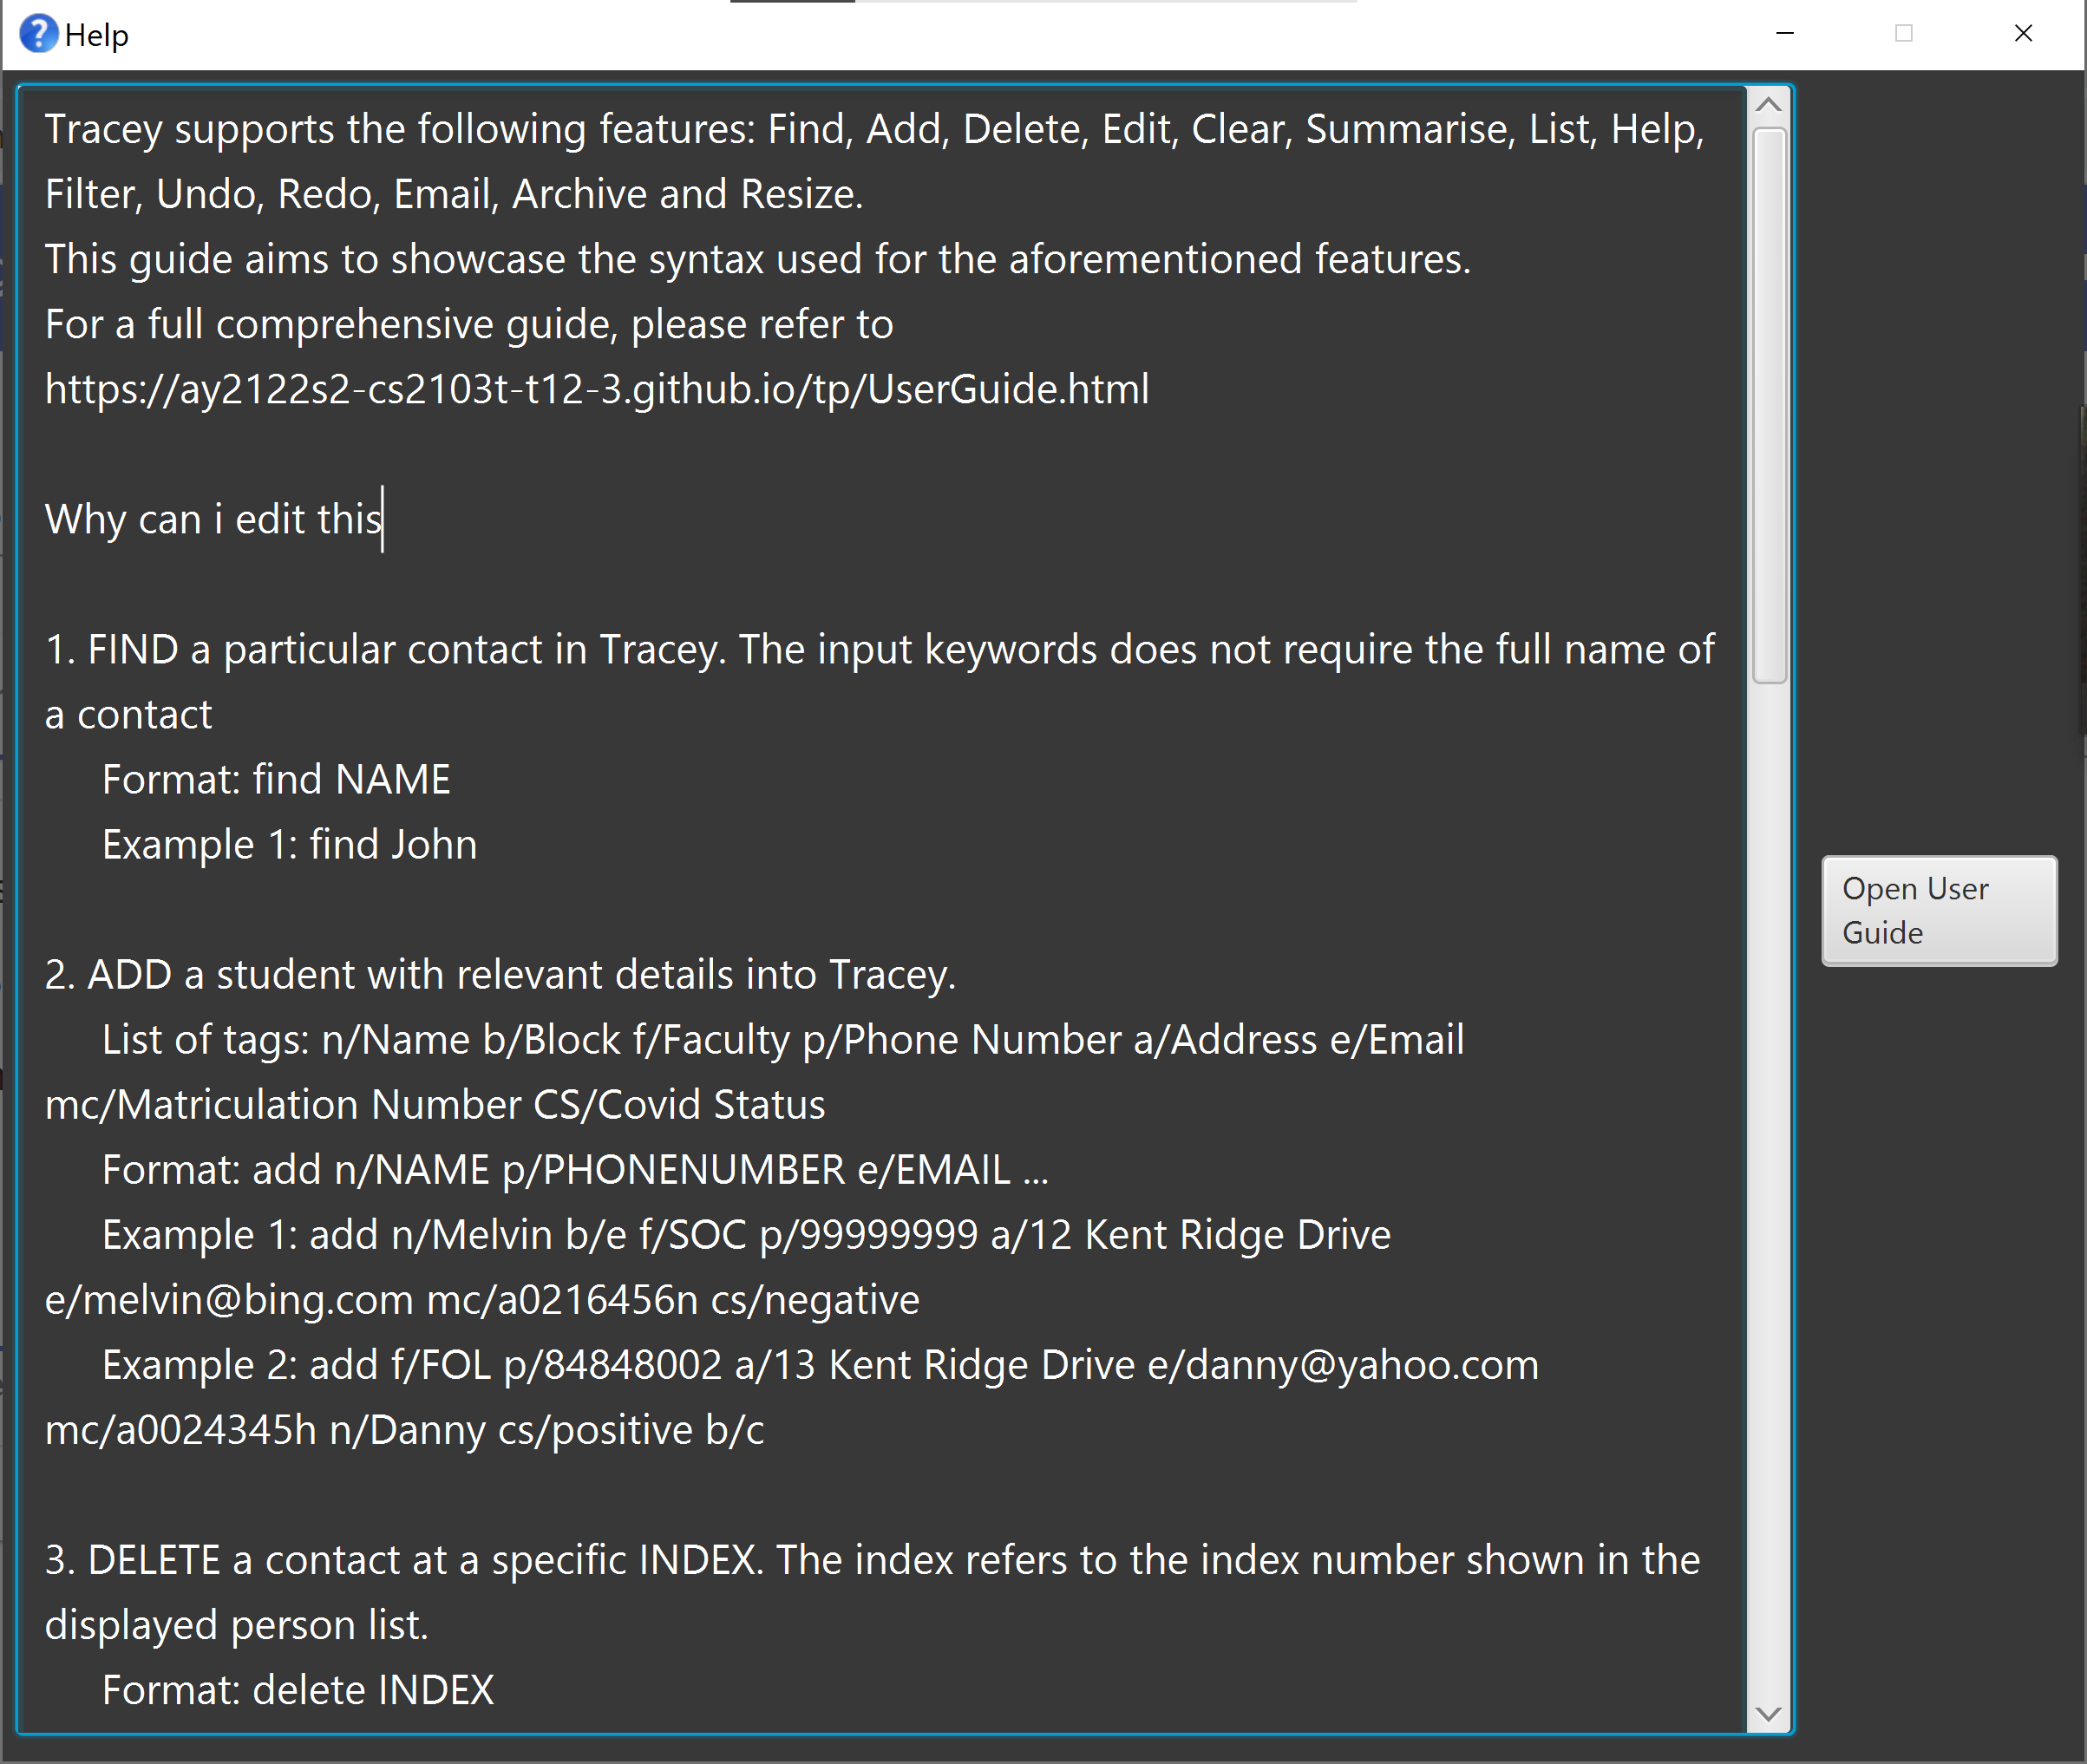 Help
Tracey supports the following features: Find, Add, Delete, Edit, Clear, Summarise, List, Help,
Filter, Undo, Redo, Email, Archive and Resize.
This guide aims to showcase the syntax used for the aforementioned features.
For a full comprehensive guide, please refer to
https://ay2122s2-cs2103t-t12-3.github.io/tp/UserGuide.html
Why can i edit this
1. FIND a particular contact in Tracey. The input keywords does not require the full name of
a contact
Format: find NAME
Example 1: find John
2. ADD a student with relevant details into Tracey.
List of tags: n/Name b/Block f/Faculty p/Phone Number a/Address e/Email
mc/Matriculation Number CS/Covid Status
Format: add n/NAME p/PHONENUMBER e/EMAIL ...
Example 1: add n/Melvin b/e f/SOC p/99999999 a/12 Kent Ridge Drive
e/melvin@bing.com mc/a0216456n cs/negative
Example 2: add f/FOL p/84848002 a/13 Kent Ridge Drive e/danny@yahoo.com
mc/a0024345h n/Danny cs/positive b/c
3. DELETE a contact at a specific INDEX. The index refers to the index number shown in the
displayed person list.
Format: delete INDEX
Open User
Guide